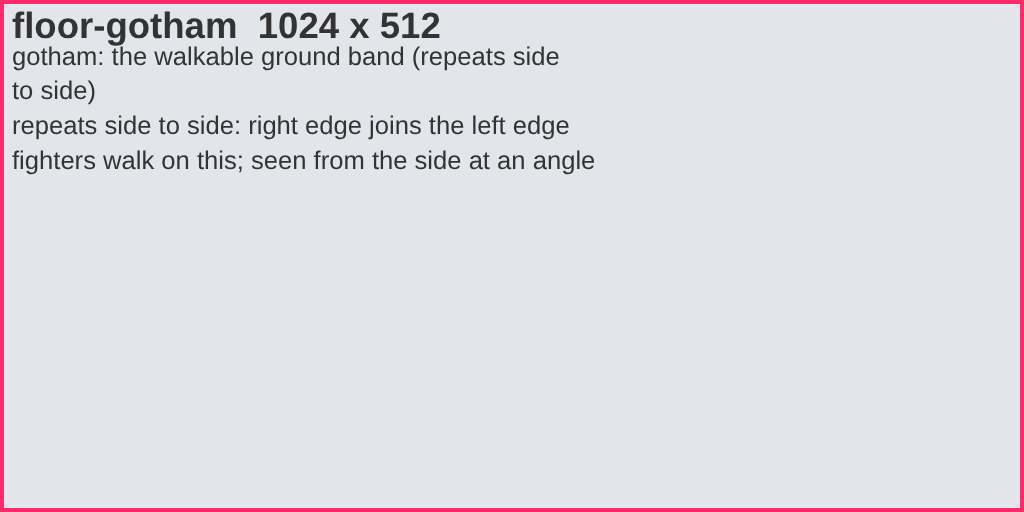 floor-gotham  1024 x 512
gotham: the walkable ground band (repeats side
to side)
repeats side to side: right edge joins the left edge
fighters walk on this; seen from the side at an angle